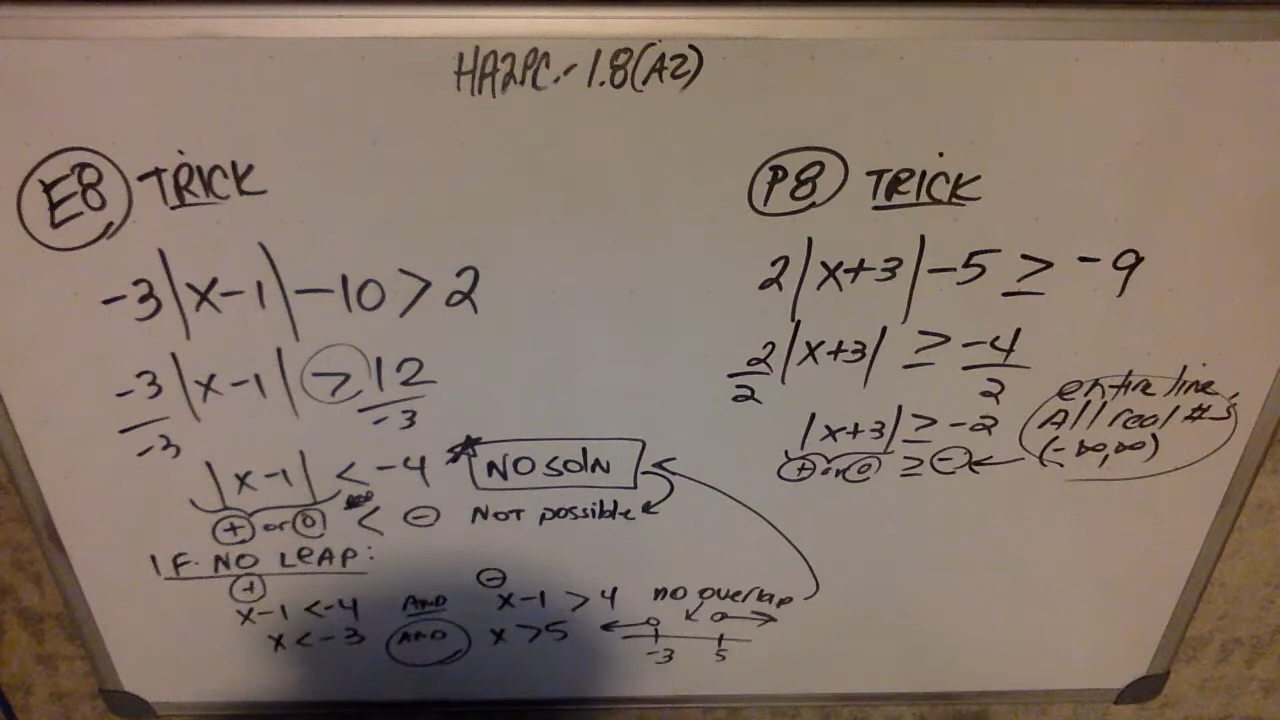 HA2PC - 1.8(A2)
E8 TRICK
-3|x-1| -10 > 2
-3|x-1| > 12
-3 -3
|x-1| < -4 NO SOLN
+ or 0 < - Not possible
IF NO LEAP:
+ -
x-1 < -4 AND x-1 > 4 no overlap
x < -3 AND x > 5
-3 5
P8 TRICK
2|x+3| -5 ≥ -9
2|x+3| ≥ -4
2 2
|x+3| ≥ -2
+ or 0 ≥ -
entire line,
All real #s
(-∞,∞)